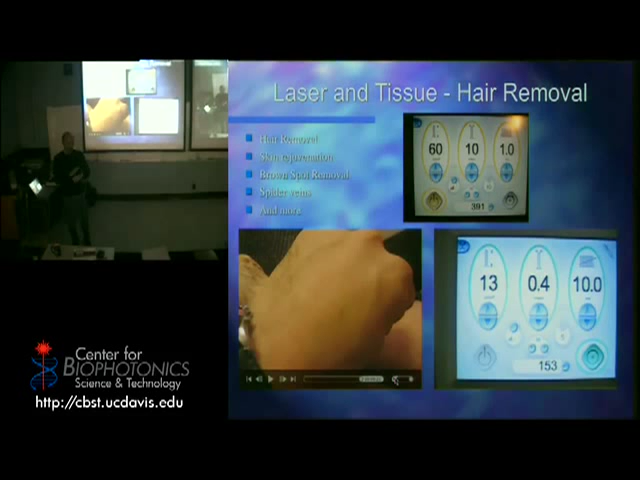 Laser and Tissue - Hair Removal
Hair Removal
Skin rejuvenation
Brown Spot Removal
Spider veins
And more
60 10 1.0
391
13 0.4 10.0
153
Center for
BIOPHOTONICS
Science & Technology
http://cbst.ucdavis.edu